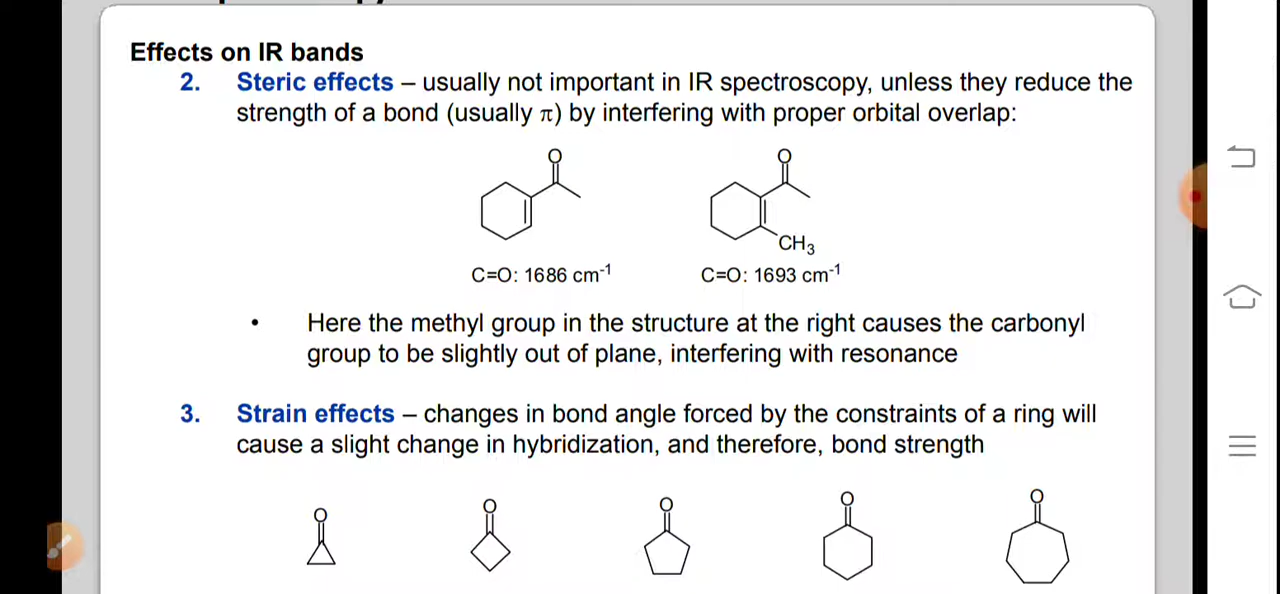 Effects on IR bands
2. Steric effects – usually not important in IR spectroscopy, unless they reduce the
strength of a bond (usually π) by interfering with proper orbital overlap:
O O
CH3
C=O: 1686 cm-1 C=O: 1693 cm-1
• Here the methyl group in the structure at the right causes the carbonyl
group to be slightly out of plane, interfering with resonance
3. Strain effects – changes in bond angle forced by the constraints of a ring will
cause a slight change in hybridization, and therefore, bond strength
O O O O O